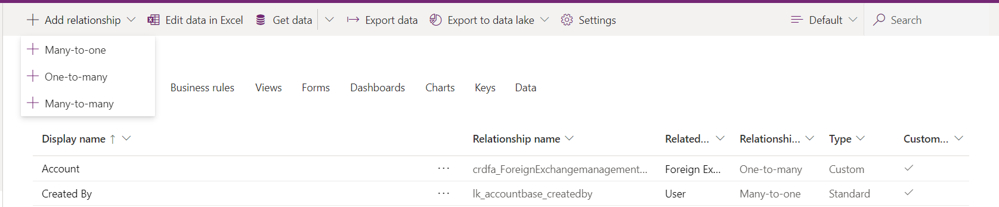 Add relationship Edit data in Excel Get data Export data Export to data lake Settings Default Search
Many-to-one
One-to-many
Many-to-many
Business rules Views Forms Dashboards Charts Keys Data
Display name ↑ Relationship name Related... Relationshi... Type Custom...
Account ... crdfa_ForeignExchangemanagement... Foreign Ex... One-to-many Custom
Created By ... lk_accountbase_createdby User Many-to-one Standard